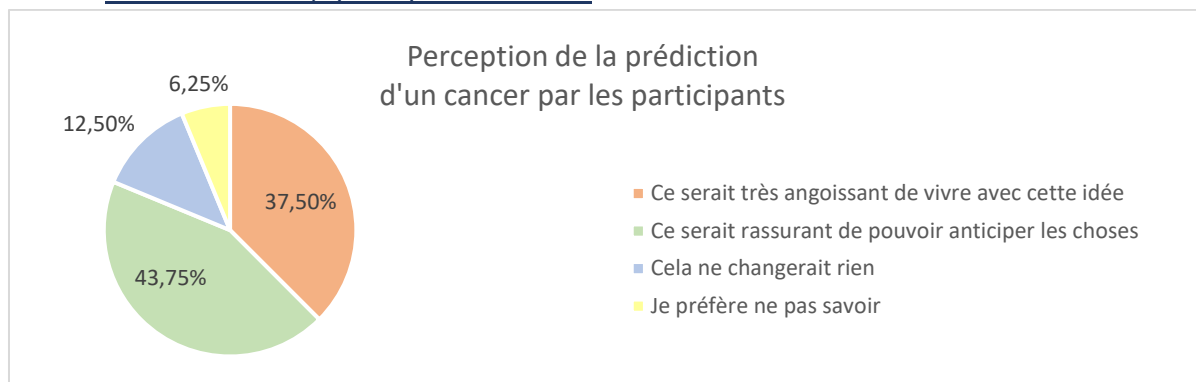 Perception de la prédiction
d'un cancer par les participants
6,25%
12,50%
37,50%
43,75%
Ce serait très angoissant de vivre avec cette idée
Ce serait rassurant de pouvoir anticiper les choses
Cela ne changerait rien
Je préfère ne pas savoir